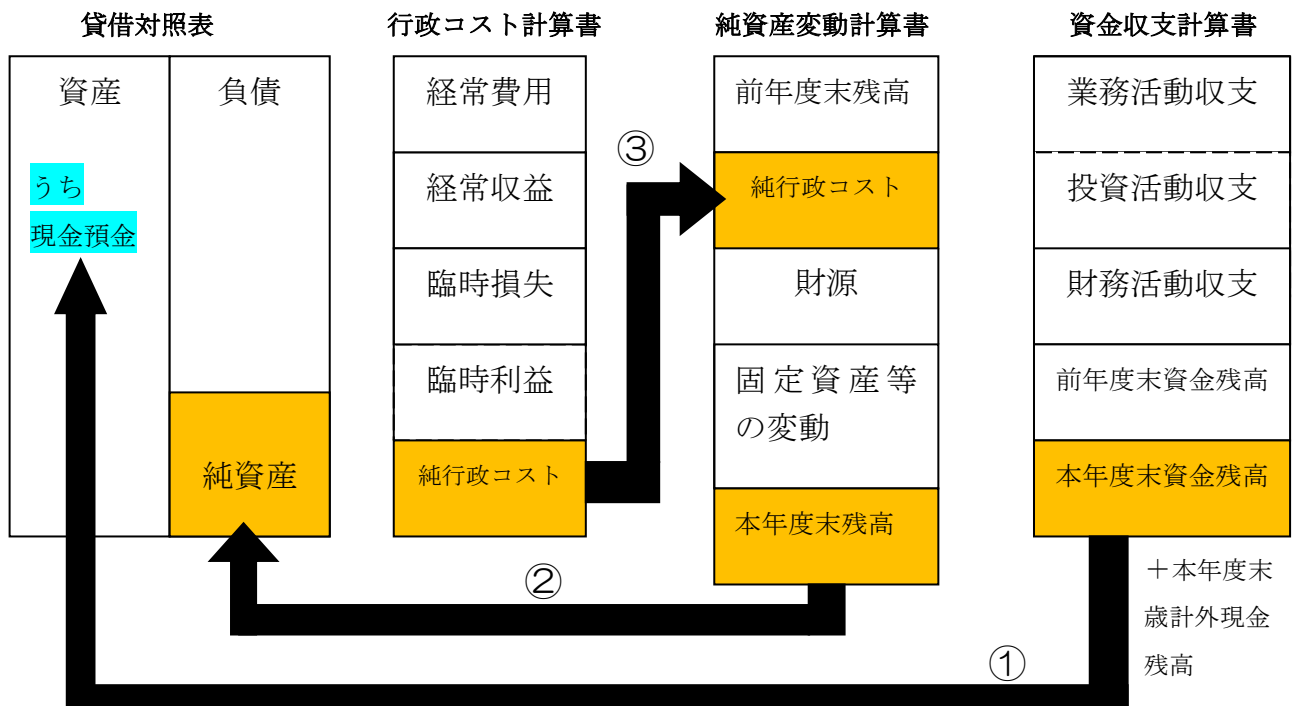 貸借対照表
行政コスト計算書
純資産変動計算書
資金収支計算書
資産
負債
うち
現金預金
純資産
経常費用
経常収益
臨時損失
臨時利益
純行政コスト
③
前年度末残高
純行政コスト
財源
固定資産等
の変動
本年度末残高
業務活動収支
投資活動収支
財務活動収支
前年度末資金残高
本年度末資金残高
②
①
＋本年度末
歳計外現金
残高